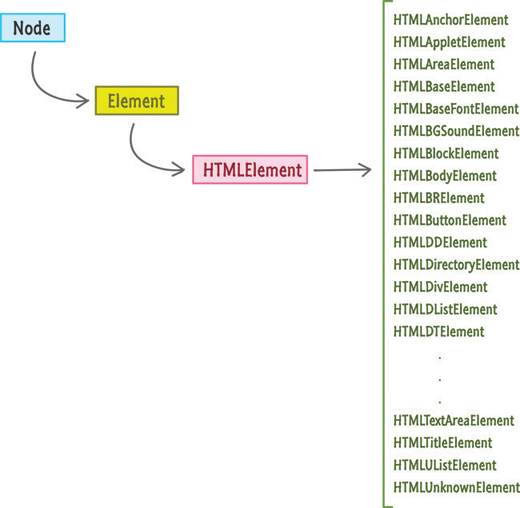 Node
Element
HTMLElement
HTMLAnchorElement
HTMLAppletElement
HTMLAreaElement
HTMLBaseElement
HTMLBaseFontElement
HTMLBGSoundElement
HTMLBlockElement
HTMLBodyElement
HTMLBRElement
HTMLButtonElement
HTMLDDElement
HTMLDirectoryElement
HTMLDivElement
HTMLDListElement
HTMLDTElement
.
.
.
HTMLTextAreaElement
HTMLTitleElement
HTMLUListElement
HTMLUnknownElement